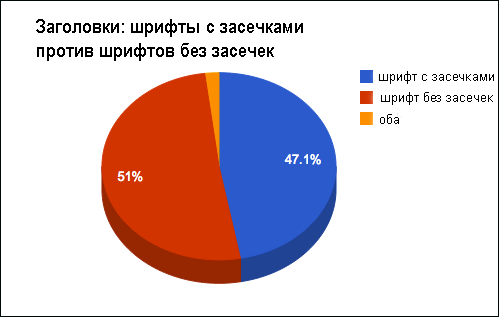 Заголовки: шрифты с засечками
против шрифтов без засечек
шрифт с засечками
шрифт без засечек
оба
47.1%
51%